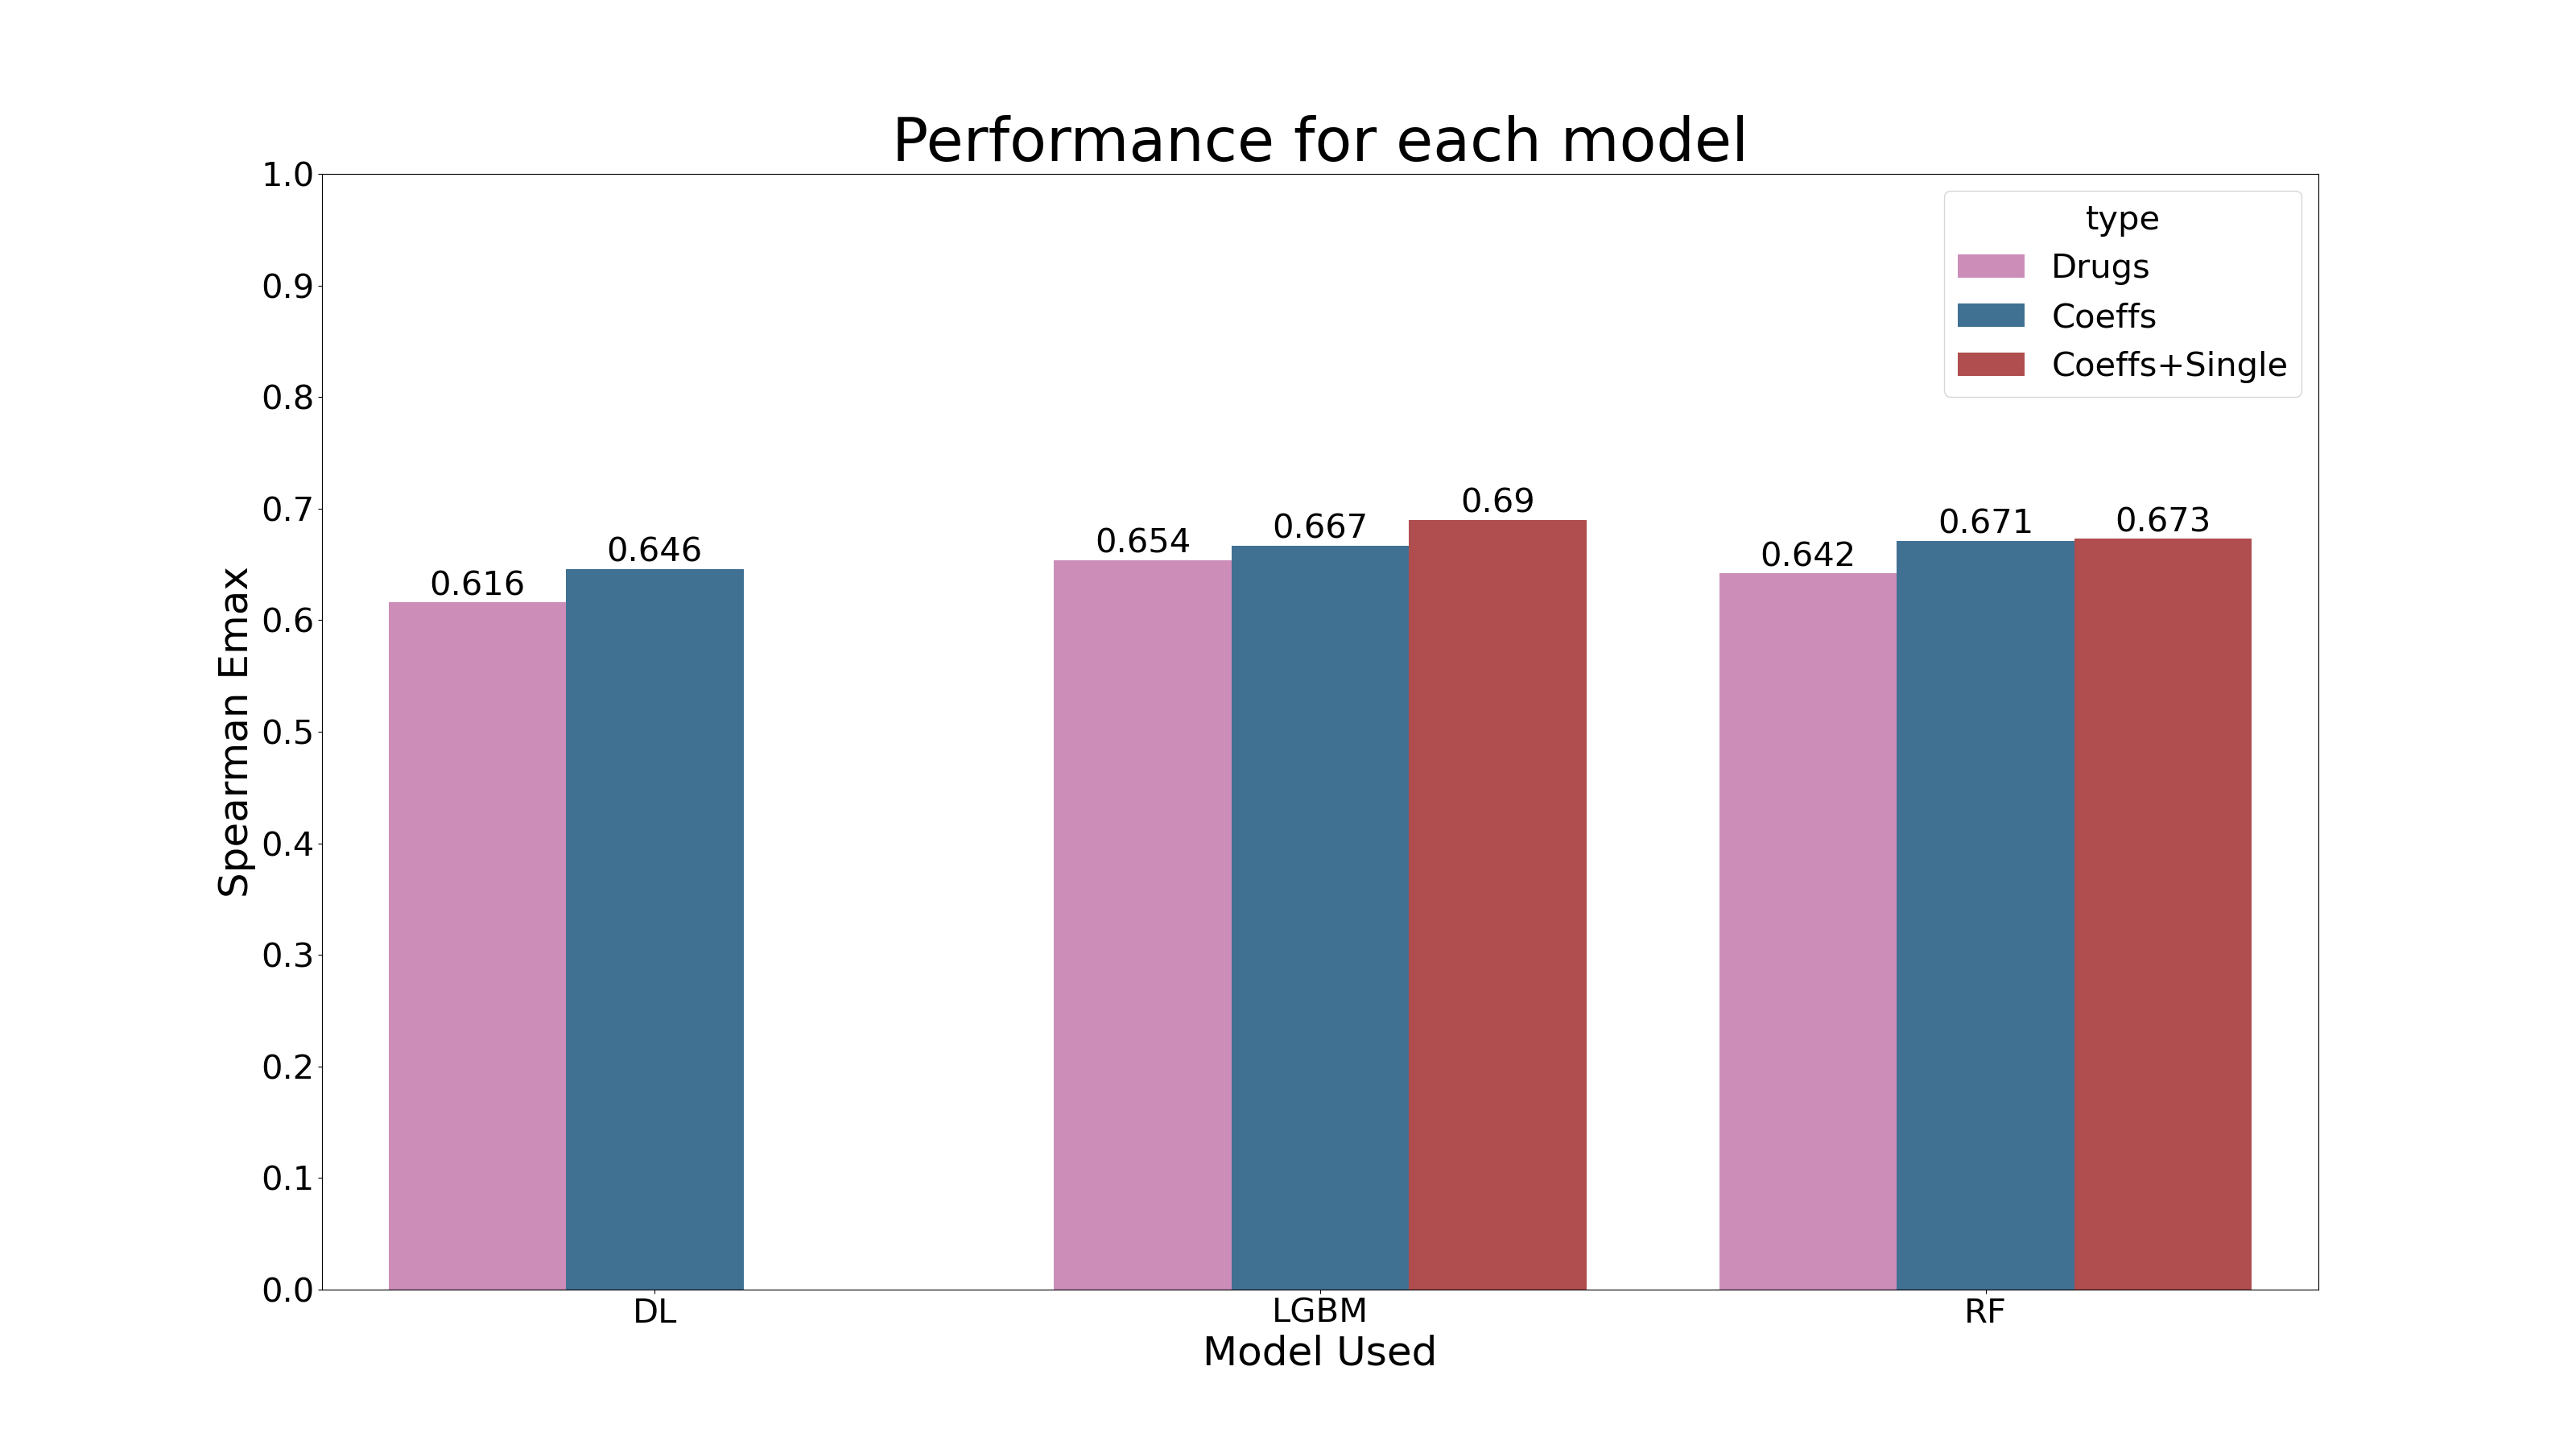 Performance for each model
1.0
0.9
0.8
0.7
0.6
0.5
0.4
0.3
0.2
0.1
0.0
Spearman Emax
type
Drugs
Coeffs
Coeffs+Single
0.616
0.646
0.654
0.667
0.69
0.642
0.671
0.673
DL
LGBM
RF
Model Used